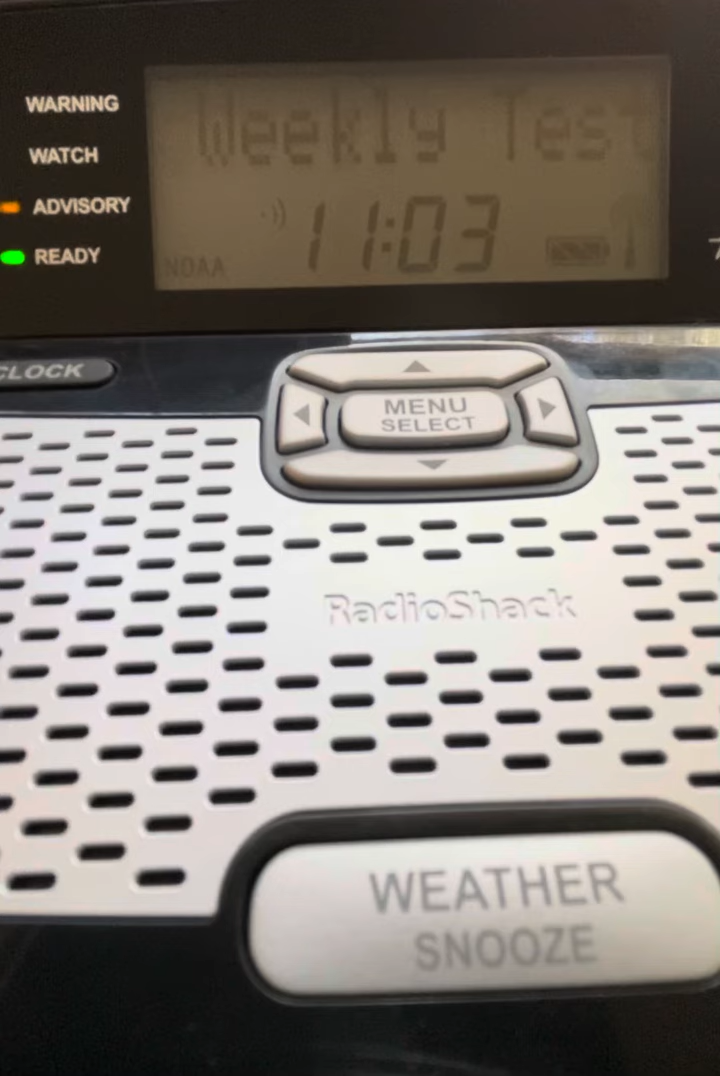 WARNING
WATCH
ADVISORY
READY
Weekly Test
11:03
NOAA
CLOCK
MENU
SELECT
RadioShack
WEATHER
SNOOZE